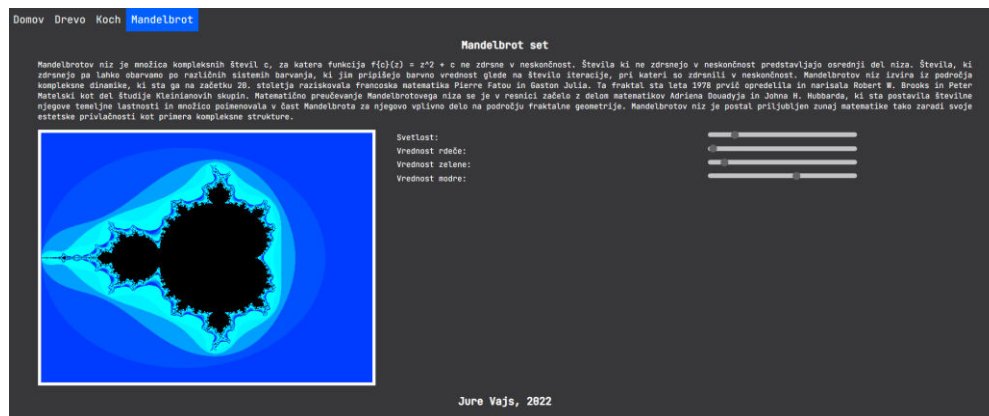 Domov Drevo Koch Mandelbrot
Mandelbrot set
Mandelbrotov niz je množica kompleksnih števil c, za katera funkcija f{c}(z) = z^2 + c ne zdrsne v neskončnost. Števila ki ne zdrsnejo v neskončnost predstavljajo osrednji del niza. Števila, ki
zdrsnejo pa lahko obarvamo po različnih sistemih barvanja, ki jim pripišejo barvno vrednost glede na število iteracije, pri kateri so zdrsnili v neskončnost. Mandelbrotov niz izvira iz področja
kompleksne dinamike, ki sta ga na začetku 20. stoletja raziskovala francoska matematika Pierre Fatou in Gaston Julia. Ta fraktal sta leta 1978 prvič opredelila in narisala Robert W. Brooks in Peter
Matelski kot del študije Kleinianovih skupin. Matematično preučevanje Mandelbrotovega niza se je v resnici začelo z delom matematikov Adriena Douadyja in Johna H. Hubbarda, ki sta postavila številne
njegove temeljne lastnosti in množico poimenovala v čast Mandelbrota za njegovo vplivno delo na področju fraktalne geometrije. Mandelbrotov niz je postal priljubljen zunaj matematike tako zaradi svoje
estetske privlačnosti kot primera kompleksne strukture.
Svetlost:
Vrednost rdeče:
Vrednost zelene:
Vrednost modre:
Jure Vajs, 2022